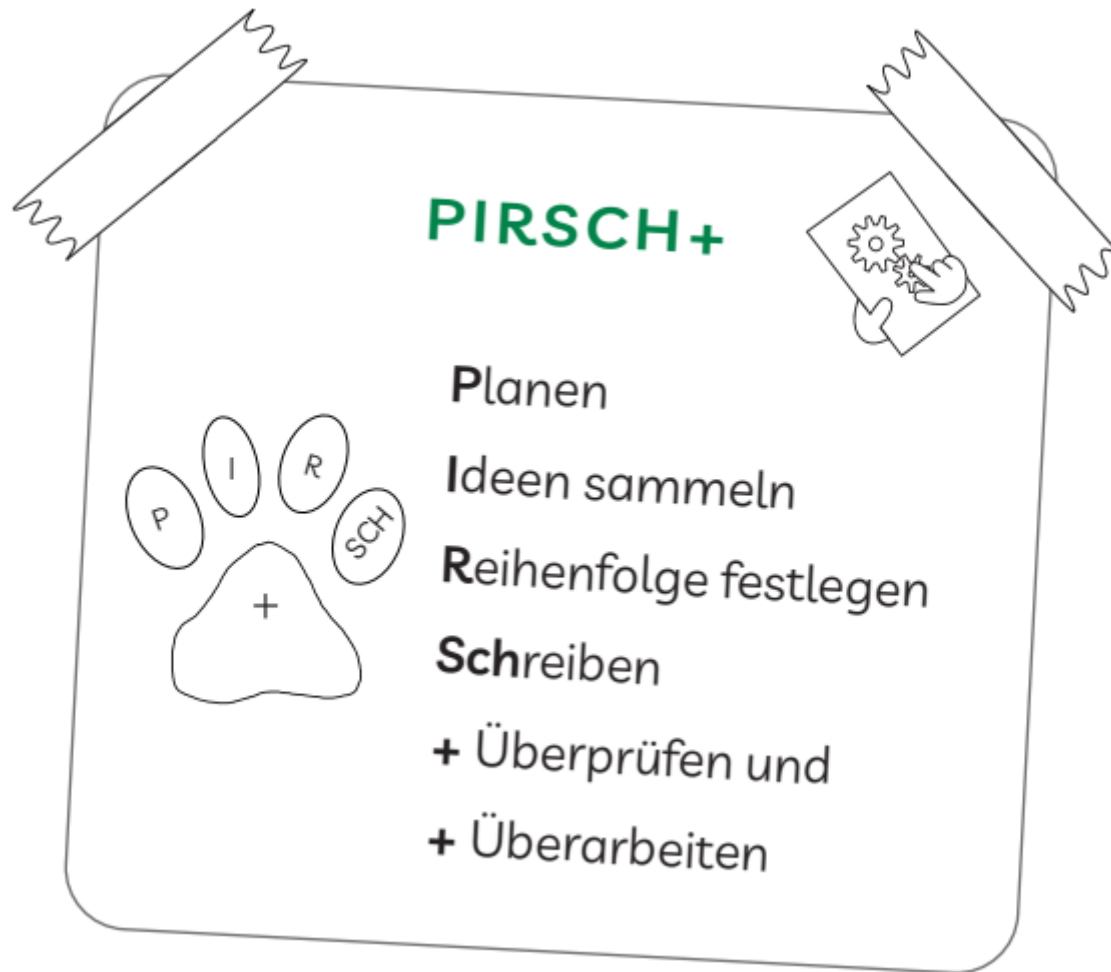 PIRSCH+
Planen
Ideen sammeln
Reihenfolge festlegen
Schreiben
+ Überprüfen und
+ Überarbeiten
P
I
R
SCH
+